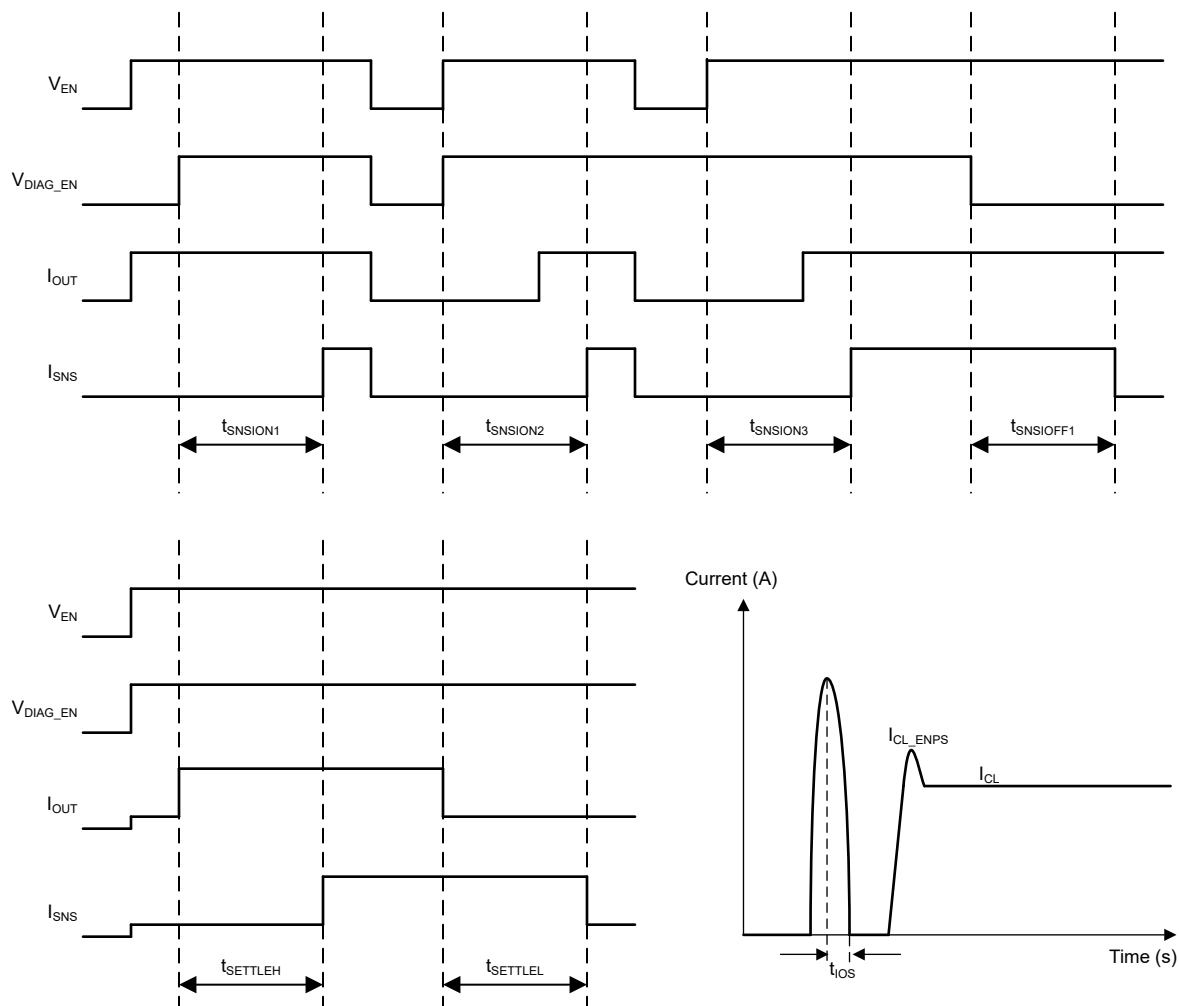 V_EN
V_DIAG_EN
I_OUT
I_SNS
t_SNSION1 t_SNSION2 t_SNSION3 t_SNSIOFF1
V_EN
V_DIAG_EN
I_OUT
I_SNS
t_SETTLEH t_SETTLEL
Current (A)
I_CL_ENPS
I_CL
Time (s)
t_IOS